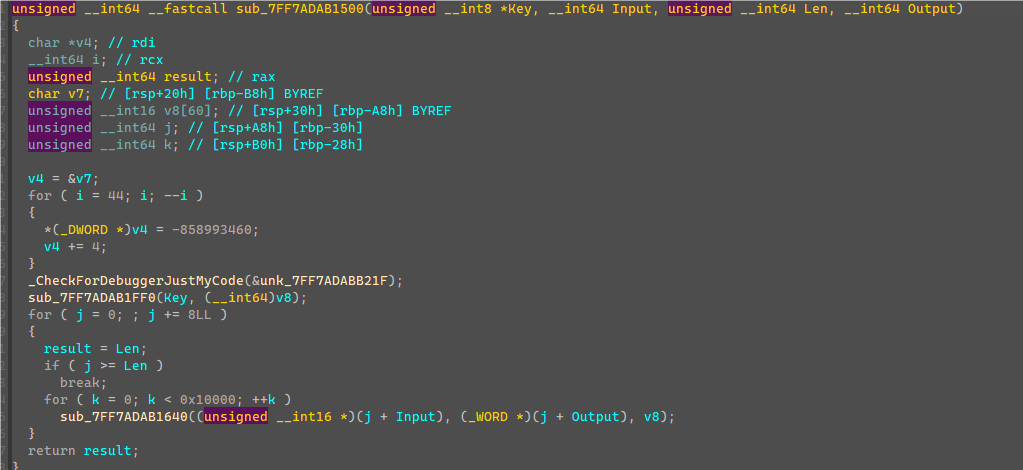 unsigned __int64 __fastcall sub_7FF7ADAB1500(unsigned __int8 *Key, __int64 Input, unsigned __int64 Len, __int64 Output)
{
char *v4; // rdi
__int64 i; // rcx
unsigned __int64 result; // rax
char v7; // [rsp+20h] [rbp-B8h] BYREF
unsigned __int16 v8[60]; // [rsp+30h] [rbp-A8h] BYREF
unsigned __int64 j; // [rsp+A8h] [rbp-30h]
unsigned __int64 k; // [rsp+B0h] [rbp-28h]
v4 = &v7;
for ( i = 44; i; --i )
{
*(_DWORD *)v4 = -858993460;
v4 += 4;
}
_CheckForDebuggerJustMyCode(&unk_7FF7ADABB21F);
sub_7FF7ADAB1FF0(Key, (__int64)v8);
for ( j = 0; ; j += 8LL )
{
result = Len;
if ( j >= Len )
break;
for ( k = 0; k < 0x10000; ++k )
sub_7FF7ADAB1640((unsigned __int16 *)(j + Input), (_WORD *)(j + Output), v8);
}
return result;
}